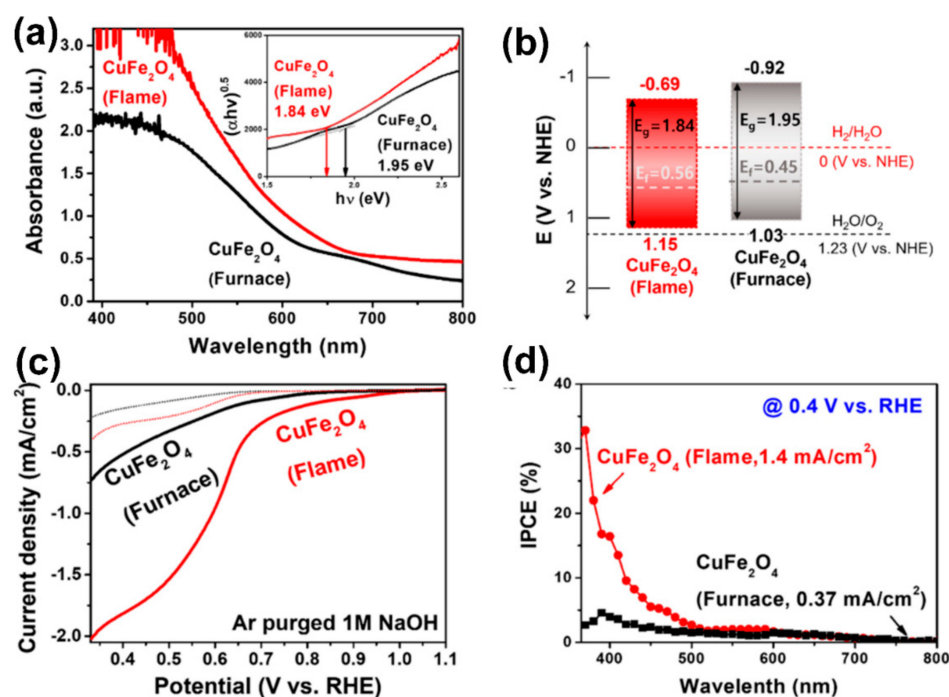 (a)
3.0
2.5
2.0
1.5
1.0
0.5
0.0
Absorbance (a.u.)
400 500 600 700 800
Wavelength (nm)
CuFe2O4
(Flame)
CuFe2O4
(Furnace)
6000
4000
2000
0
(αhν)^0.5
1.5 2.0 2.5
hν (eV)
CuFe2O4
(Flame)
1.84 eV
CuFe2O4
(Furnace)
1.95 eV
(b)
E (V vs. NHE)
-1
0
1
2
-0.69
Eg=1.84
Ef=0.56
1.15
CuFe2O4
(Flame)
-0.92
Eg=1.95
Ef=0.45
1.03
CuFe2O4
(Furnace)
H2/H2O
0 (V vs. NHE)
H2O/O2
1.23 (V vs. NHE)
(c)
0.0
-0.5
-1.0
-1.5
-2.0
Current density (mA/cm²)
CuFe2O4
(Furnace)
CuFe2O4
(Flame)
Ar purged 1M NaOH
0.4 0.5 0.6 0.7 0.8 0.9 1.0 1.1
Potential (V vs. RHE)
(d)
40
30
20
10
0
IPCE (%)
@ 0.4 V vs. RHE
CuFe2O4 (Flame,1.4 mA/cm²)
CuFe2O4
(Furnace, 0.37 mA/cm²)
400 500 600 700 800
Wavelenth (nm)